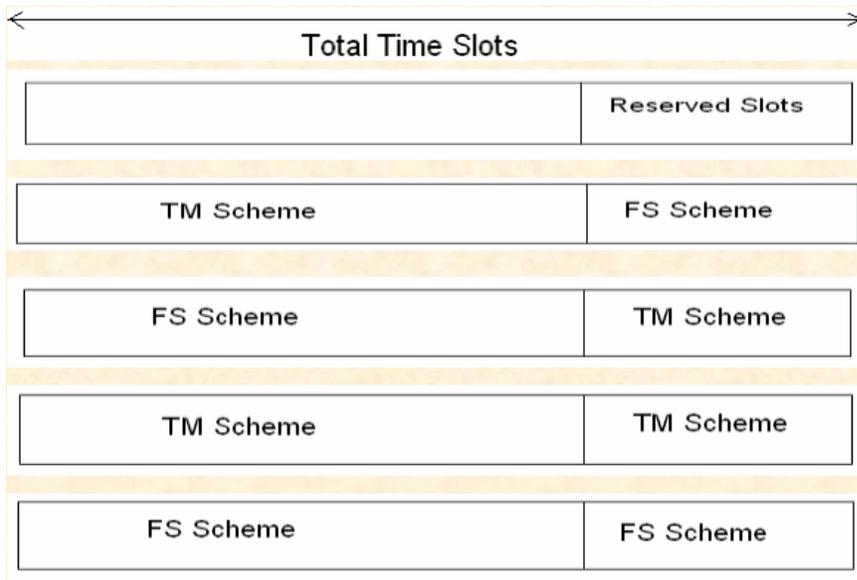 Total Time Slots
Reserved Slots
TM Scheme FS Scheme
FS Scheme TM Scheme
TM Scheme TM Scheme
FS Scheme FS Scheme